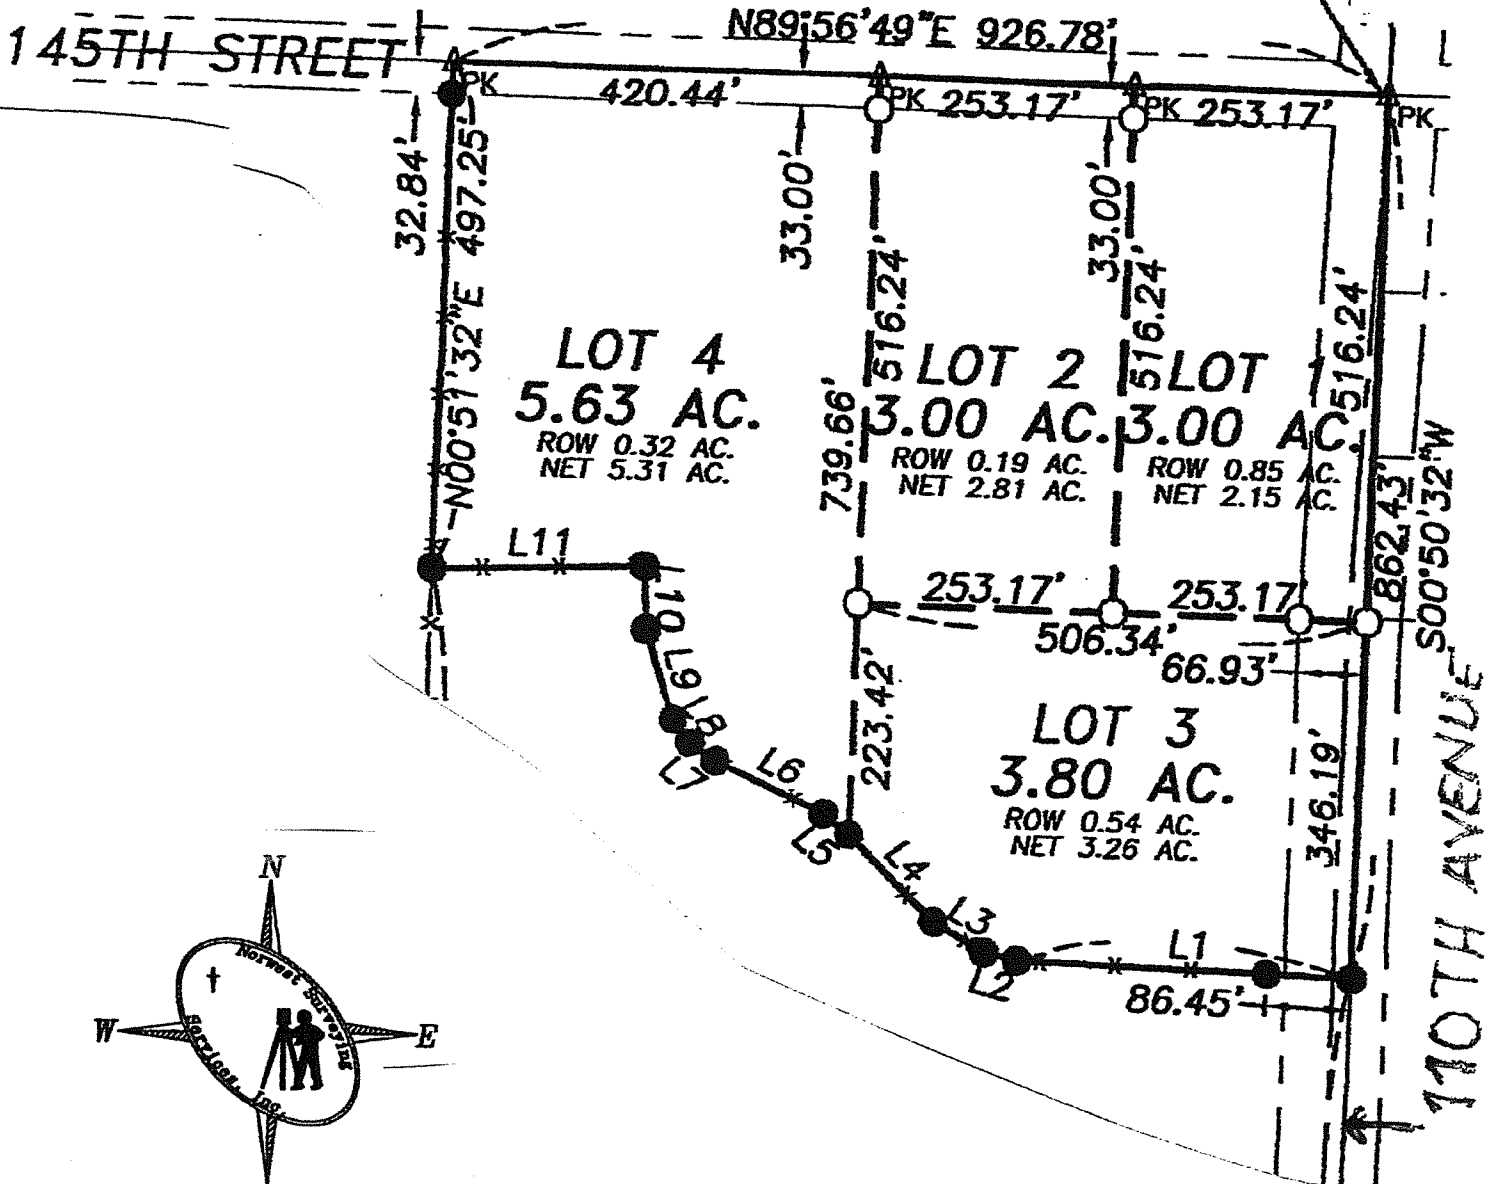 145TH STREET
N89°56'49"E 926.78'
PK
420.44'
PK
253.17'
PK
253.17'
PK
32.84'
N00°51'32"E 497.25'
33.00'
33.00'
516.24'
516.24'
516.24'
739.66'
LOT 4
5.63 AC.
ROW 0.32 AC.
NET 5.31 AC.
LOT 2
3.00 AC.
ROW 0.19 AC.
NET 2.81 AC.
LOT 1
3.00 AC.
ROW 0.85 AC.
NET 2.15 AC.
862.43'
S00°50'32"W
L11
L10
L9
L8
L7
L6
L5
L4
L3
L2
L1
253.17'
253.17'
506.34'
66.93'
223.42'
LOT 3
3.80 AC.
ROW 0.54 AC.
NET 3.26 AC.
346.19'
86.45'
110TH AVENUE
N
W
E
Norwest Surveying
Services, Inc.